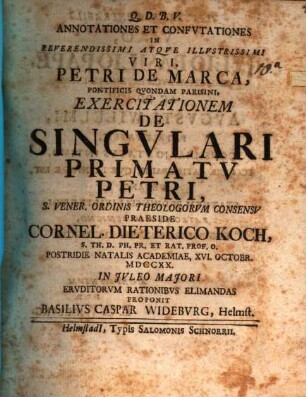 Q. D. B. V.
ANNOTATIONES ET CONFVTATIONES
IN
REVERENDISSIMI ATQVE ILLVSTRISSIMI
VIRI,
PETRI DE MARCA,
PONTIFICIS QVONDAM PARISINI,
EXERCITATIONEM
DE
SINGVLARI
PRIMATV
PETRI,
S. VENER. ORDINIS THEOLOGORVM CONSENSV
PRAESIDE
CORNEL. DIETERICO KOCH,
S. TH. D. PH. PR. ET RAT. PROF. O.
POSTRIDIE NATALIS ACADEMIAE, XVI. OCTOBR.
MDCCXX.
IN JVLEO MAJORI
ERVDITORVM RATIONIBVS ELIMANDAS
PROPONIT
BASILIVS CASPAR WIDEBVRG, Helmst.
Helmstadi, Typis SALOMONIS SCHNORRII.